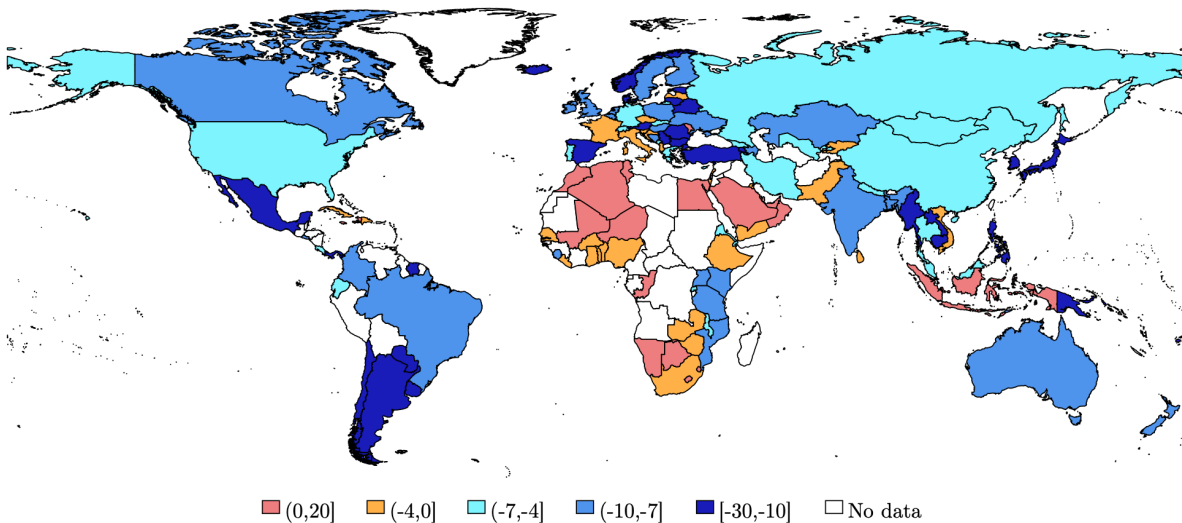 (0,20] (-4,0] (-7,-4] (-10,-7] [-30,-10] No data